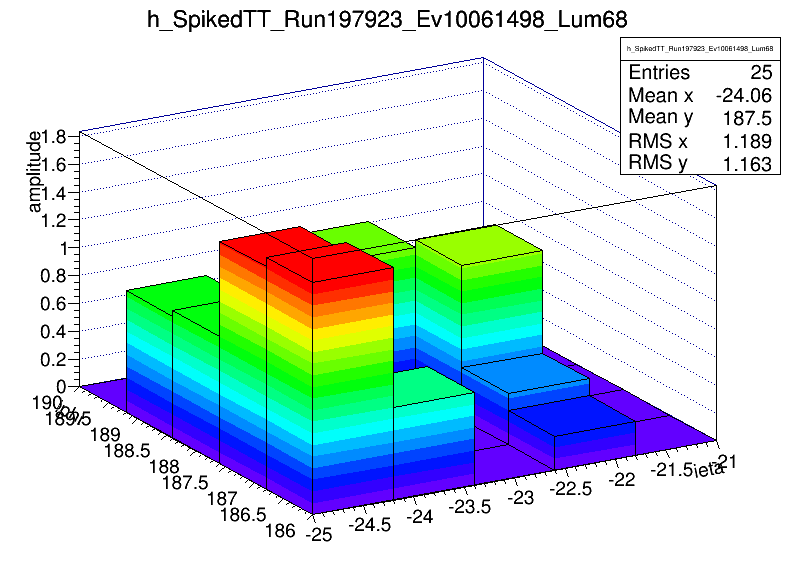 h_SpikedTT_Run197923_Ev10061498_Lum68
h_SpikedTT_Run197923_Ev10061498_Lum68
Entries 25
Mean x -24.06
Mean y 187.5
RMS x 1.189
RMS y 1.163
amplitude
1.8
1.6
1.4
1.2
1
0.8
0.6
0.4
0.2
0
190
189.5
189
188.5
188
187.5
187
186.5
186
iphi
-25
-24.5
-24
-23.5
-23
-22.5
-22
-21.5
-21
ieta